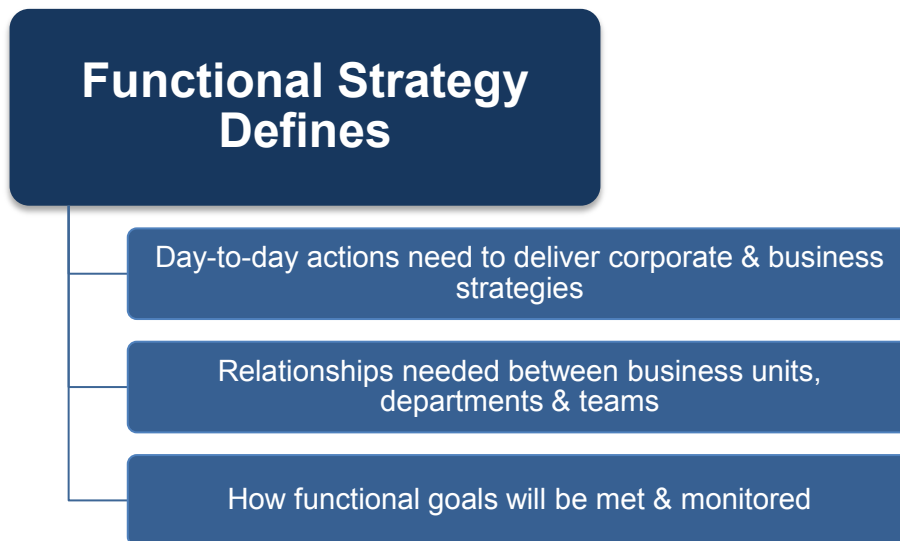 Functional Strategy
Defines
Day-to-day actions need to deliver corporate & business
strategies
Relationships needed between business units,
departments & teams
How functional goals will be met & monitored